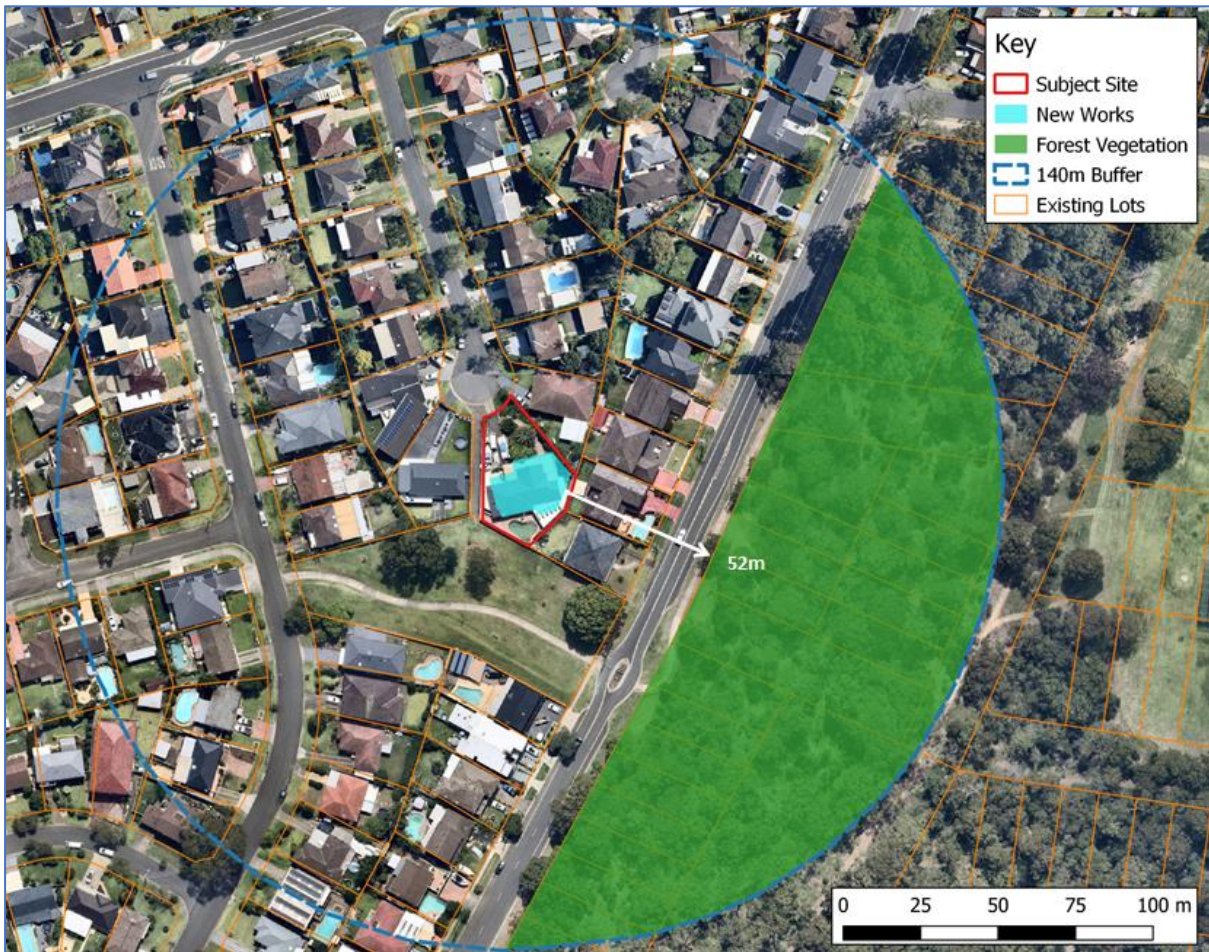 Key
Subject Site
New Works
Forest Vegetation
140m Buffer
Existing Lots
52m
0 25 50 75 100 m